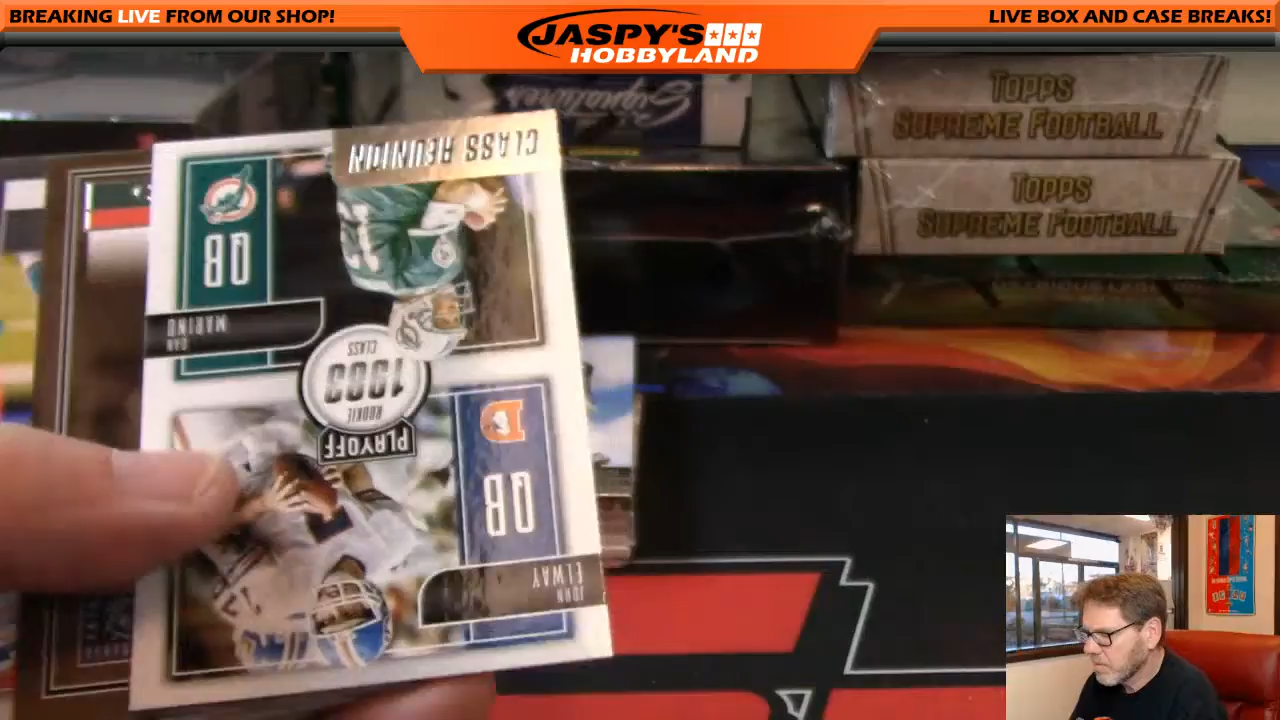 BREAKING LIVE FROM OUR SHOP!
JASPY'S
HOBBYLAND
LIVE BOX AND CASE BREAKS!
Signatures
TOPPS
SUPREME FOOTBALL
TOPPS
SUPREME FOOTBALL
CLASS REUNION
QB
DAN
MARINO
PLAYOFF
ROOKIE
1983
CLASS
QB
JOHN
ELWAY